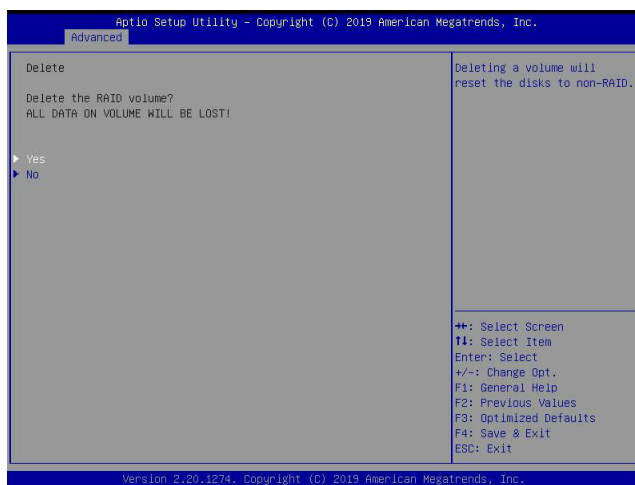 Aptio Setup Utility – Copyright (C) 2019 American Megatrends, Inc.
Advanced
Delete
Delete the RAID volume?
ALL DATA ON VOLUME WILL BE LOST!
▶ Yes
▶ No
Deleting a volume will
reset the disks to non-RAID.
→←: Select Screen
↑↓: Select Item
Enter: Select
+/-: Change Opt.
F1: General Help
F2: Previous Values
F3: Optimized Defaults
F4: Save & Exit
ESC: Exit
Version 2.20.1274. Copyright (C) 2019 American Megatrends, Inc.